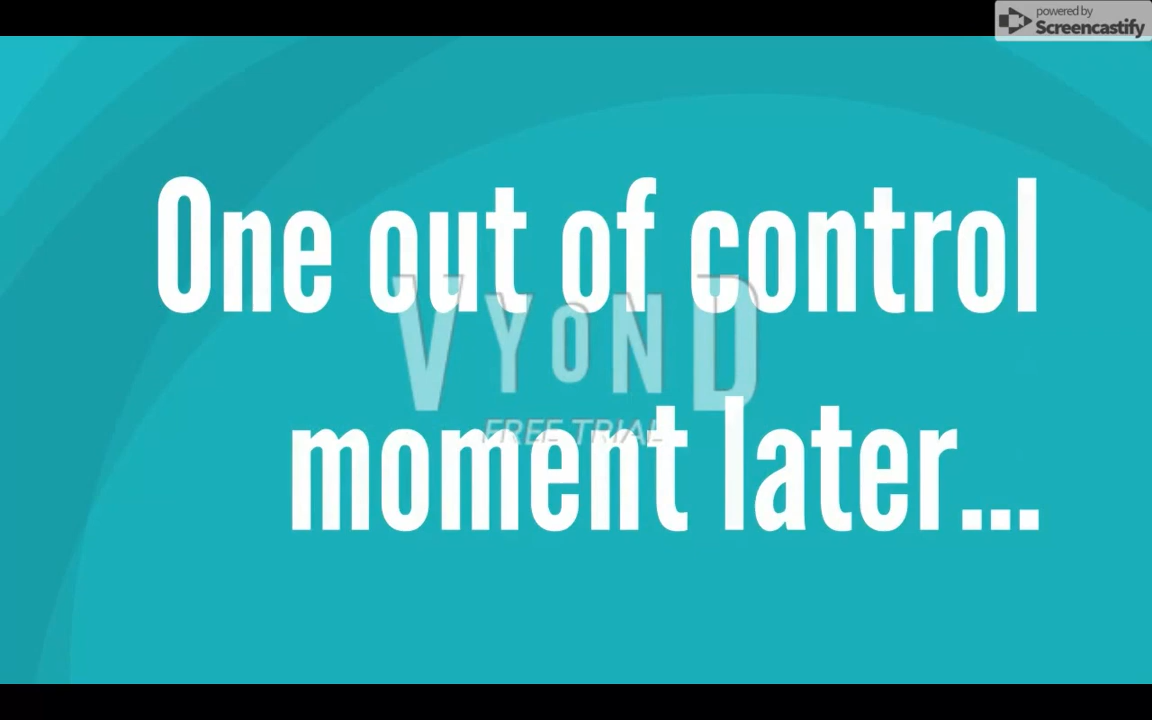 powered by
Screencastify
One out of control
VYOND
FREE TRIAL
moment later...